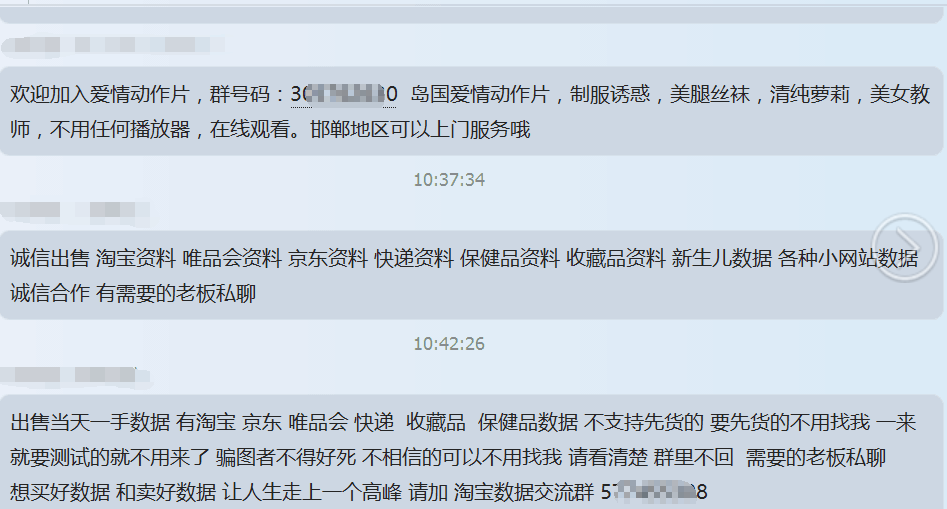 欢迎加入爱情动作片，群号码：30 0 岛国爱情动作片，制服诱惑，美腿丝袜，清纯萝莉，美女教
师，不用任何播放器，在线观看。邯郸地区可以上门服务哦
10:37:34
诚信出售 淘宝资料 唯品会资料 京东资料 快递资料 保健品资料 收藏品资料 新生儿数据 各种小网站数据
诚信合作 有需要的老板私聊
10:42:26
出售当天一手数据 有淘宝 京东 唯品会 快递 收藏品 保健品数据 不支持先货的 要先货的不用找我 一来
就要测试的就不用来了 骗图者不得好死 不相信的可以不用找我 请看清楚 群里不回 需要的老板私聊
想买好数据 和卖好数据 让人生走上一个高峰 请加 淘宝数据交流群 57 8